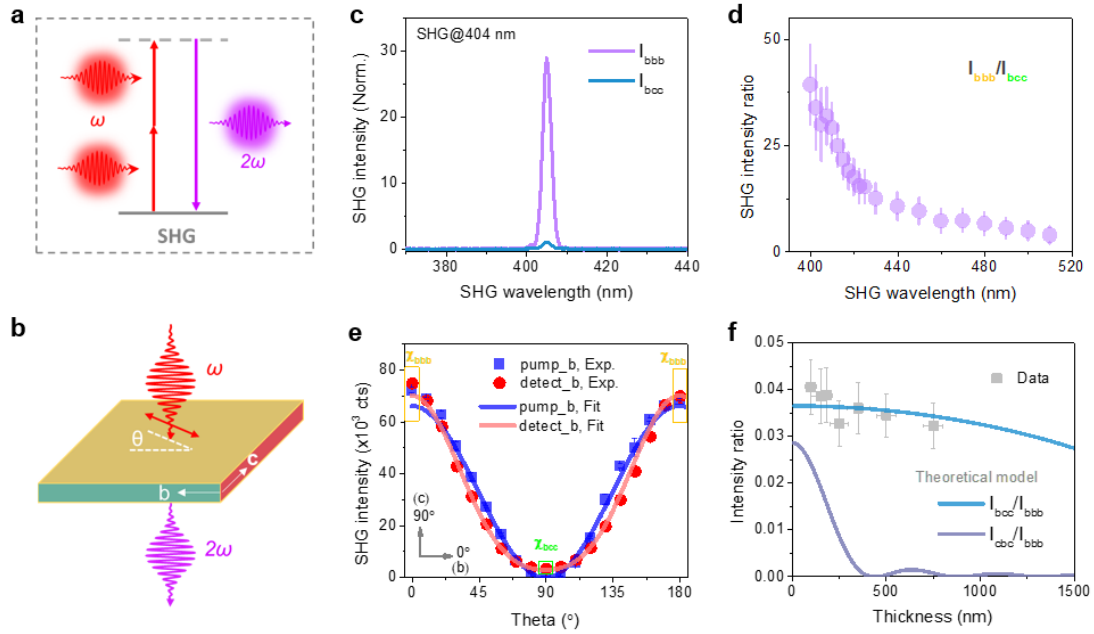 a
ω
ω
2ω
SHG
b
ω
θ
c
b
2ω
c
SHG@404 nm
I_bbb
I_bcc
SHG intensity (Norm.)
30
20
10
0
380
400
420
440
SHG wavelength (nm)
d
I_bbb/I_bcc
SHG intensity ratio
50
25
0
400
440
480
520
SHG wavelength (nm)
e
χ_bbb
χ_bbb
pump_b, Exp.
detect_b, Exp.
pump_b, Fit
detect_b, Fit
SHG intensity (x10³ cts)
80
60
40
20
0
(c)
90°
0°
(b)
χ_bcc
0
45
90
135
180
Theta (°)
f
Data
Theoretical model
I_bcc/I_bbb
I_cbc/I_bbb
Intensity ratio
0.05
0.04
0.03
0.02
0.01
0.00
0
500
1000
1500
Thickness (nm)